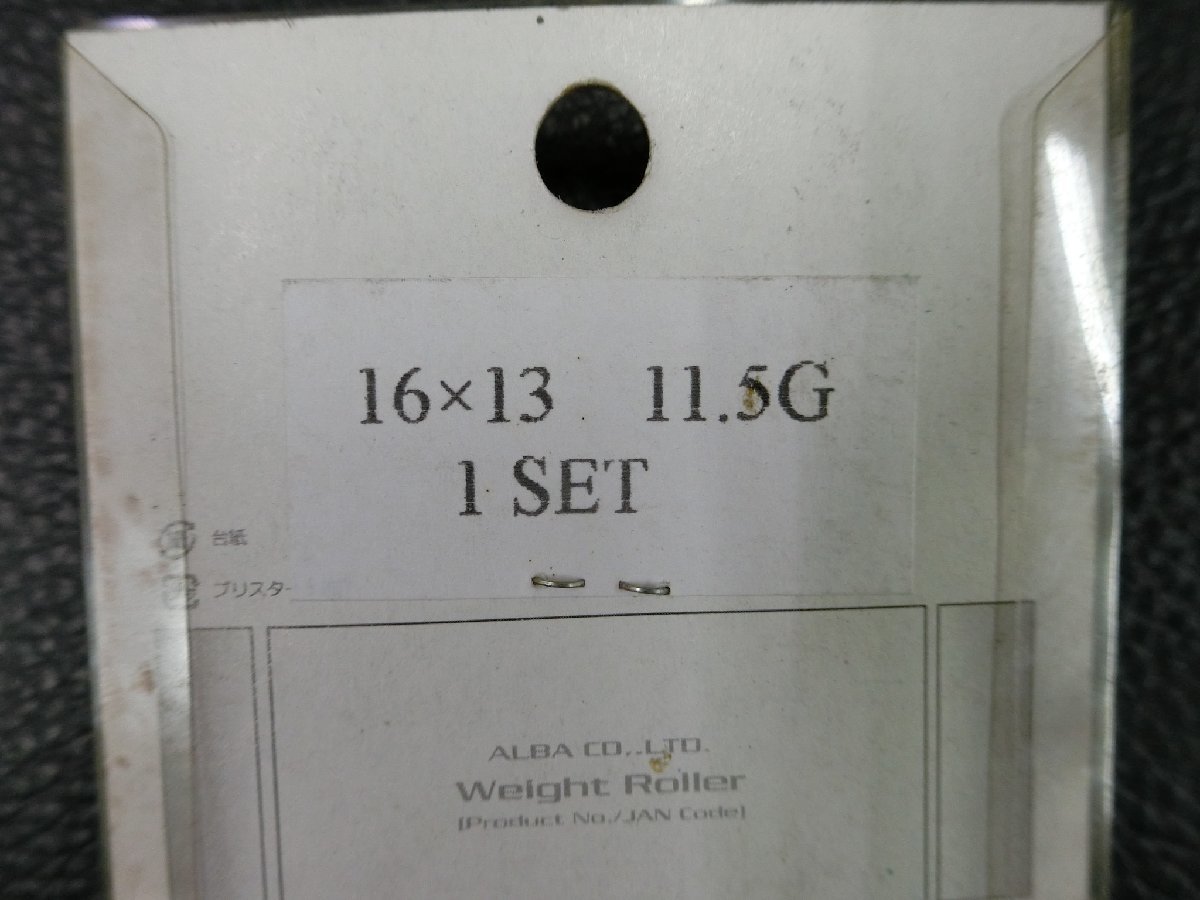 16×13 11.5G
1 SET
台紙
ブリスター
ALBA CO.,LTD.
Weight Roller
[Product No./JAN Code]